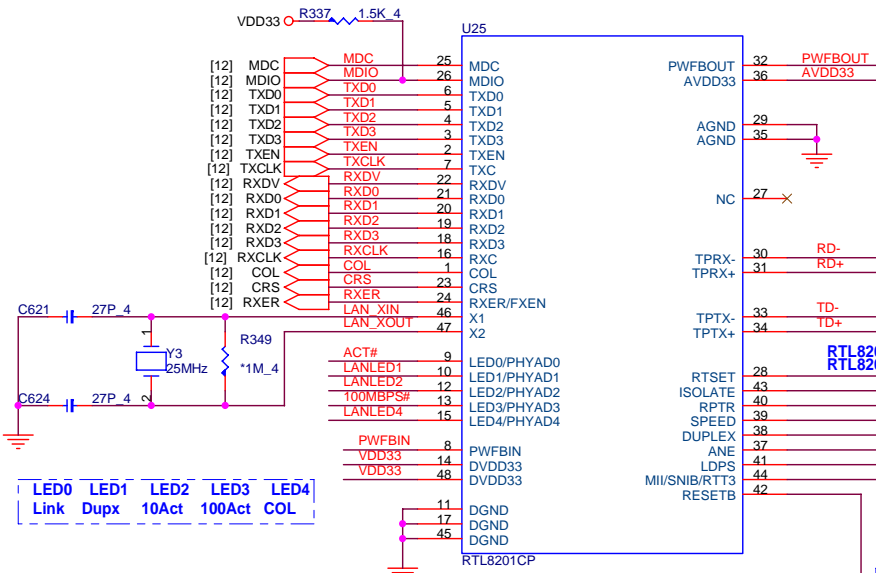 VDD33 R337 1.5K_4
U25
[12] MDC MDC 25 MDC
[12] MDIO MDIO 26 MDIO
[12] TXD0 TXD0 6 TXD0
[12] TXD1 TXD1 5 TXD1
[12] TXD2 TXD2 4 TXD2
[12] TXD3 TXD3 3 TXD3
[12] TXEN TXEN 2 TXEN
[12] TXCLK TXCLK 7 TXC
[12] RXDV RXDV 22 RXDV
[12] RXD0 RXD0 21 RXD0
[12] RXD1 RXD1 20 RXD1
[12] RXD2 RXD2 19 RXD2
[12] RXD3 RXD3 18 RXD3
[12] RXCLK RXCLK 16 RXC
[12] COL COL 1 COL
[12] CRS CRS 23 CRS
[12] RXER RXER 24 RXER/FXEN
LAN_XIN 46 X1
LAN_XOUT 47 X2
C621 27P_4
1
Y3
25MHz
2
R349
*1M_4
C624 27P_4
ACT# 9 LED0/PHYAD0
LANLED1 10 LED1/PHYAD1
LANLED2 12 LED2/PHYAD2
100MBPS# 13 LED3/PHYAD3
LANLED4 15 LED4/PHYAD4
PWFBIN 8 PWFBIN
VDD33 14 DVDD33
VDD33 48 DVDD33
11 DGND
17 DGND
45 DGND
RTL8201CP
PWFBOUT 32 PWFBOUT
AVDD33 36 AVDD33
AGND 29
AGND 35
NC 27
TPRX- 30 RD-
TPRX+ 31 RD+
TPTX- 33 TD-
TPTX+ 34 TD+
RTL820
RTL820
RTSET 28
ISOLATE 43
RPTR 40
SPEED 39
DUPLEX 38
ANE 37
LDPS 41
MII/SNIB/RTT3 44
RESETB 42
LED0 LED1 LED2 LED3 LED4
Link Dupx 10Act 100Act COL